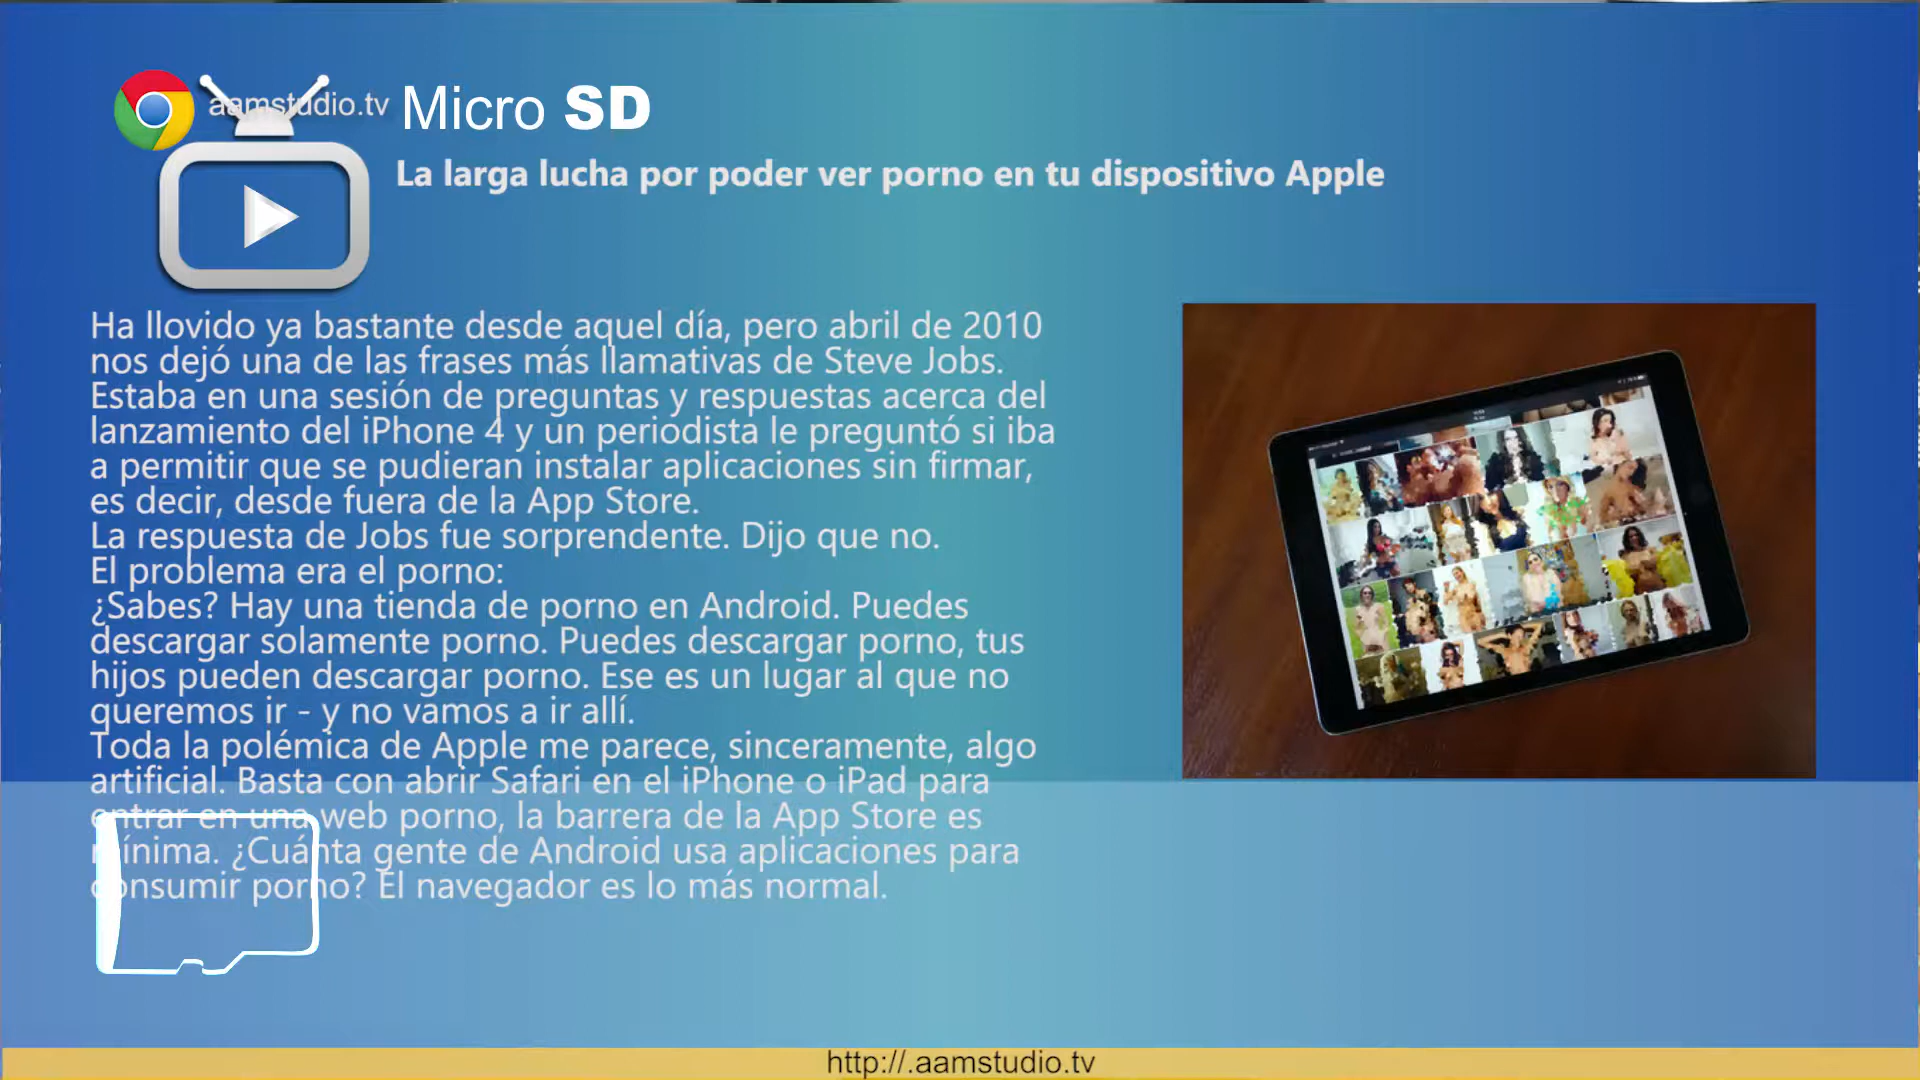 aamstudio.tv
Micro SD
La larga lucha por poder ver porno en tu dispositivo Apple
Ha llovido ya bastante desde aquel día, pero abril de 2010
nos dejó una de las frases más llamativas de Steve Jobs.
Estaba en una sesión de preguntas y respuestas acerca del
lanzamiento del iPhone 4 y un periodista le preguntó si iba
a permitir que se pudieran instalar aplicaciones sin firmar,
es decir, desde fuera de la App Store.
La respuesta de Jobs fue sorprendente. Dijo que no.
El problema era el porno:
¿Sabes? Hay una tienda de porno en Android. Puedes
descargar solamente porno. Puedes descargar porno, tus
hijos pueden descargar porno. Ese es un lugar al que no
queremos ir - y no vamos a ir allí.
Toda la polémica de Apple me parece, sinceramente, algo
artificial. Basta con abrir Safari en el iPhone o iPad para
entrar en una web porno, la barrera de la App Store es
mínima. ¿Cuánta gente de Android usa aplicaciones para
consumir porno? El navegador es lo más normal.
http://.aamstudio.tv